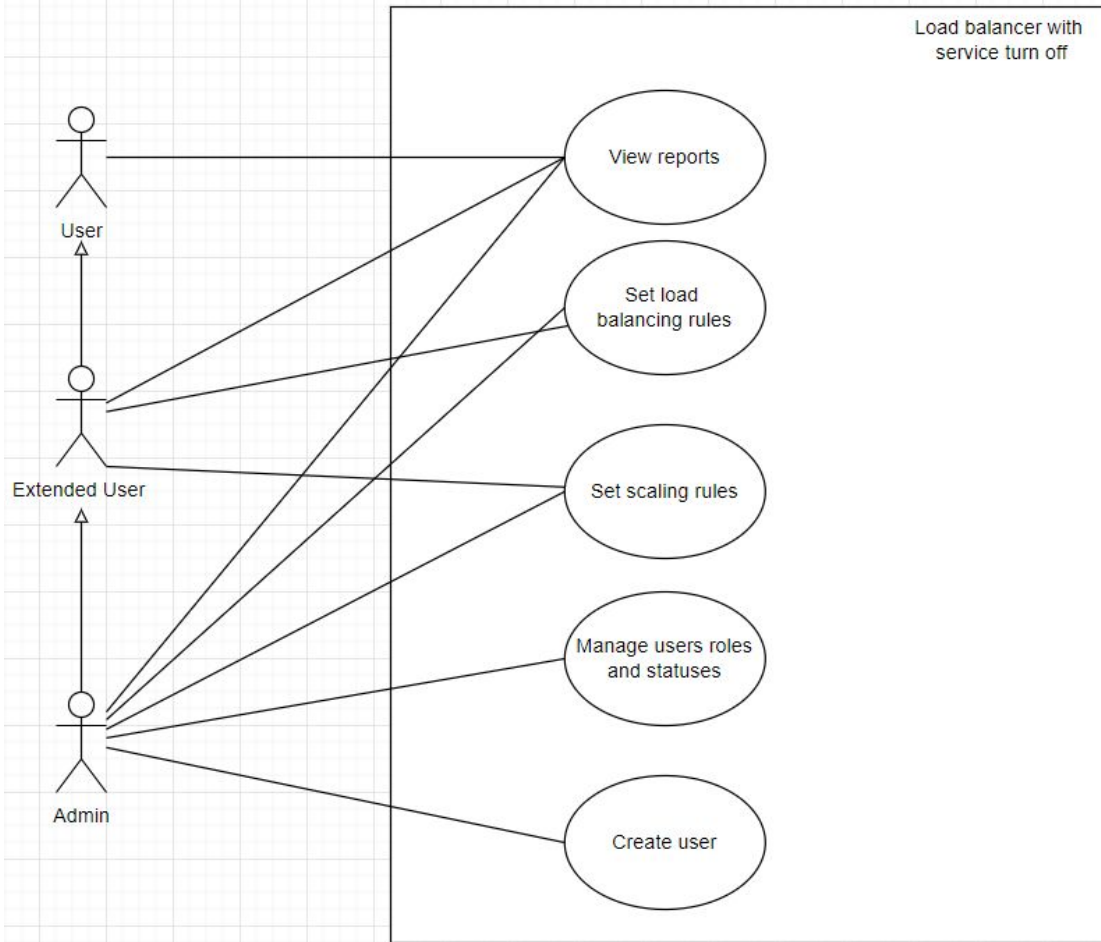 Load balancer with
service turn off
View reports
User
Set load
balancing rules
Extended User
Set scaling rules
Manage users roles
and statuses
Admin
Create user